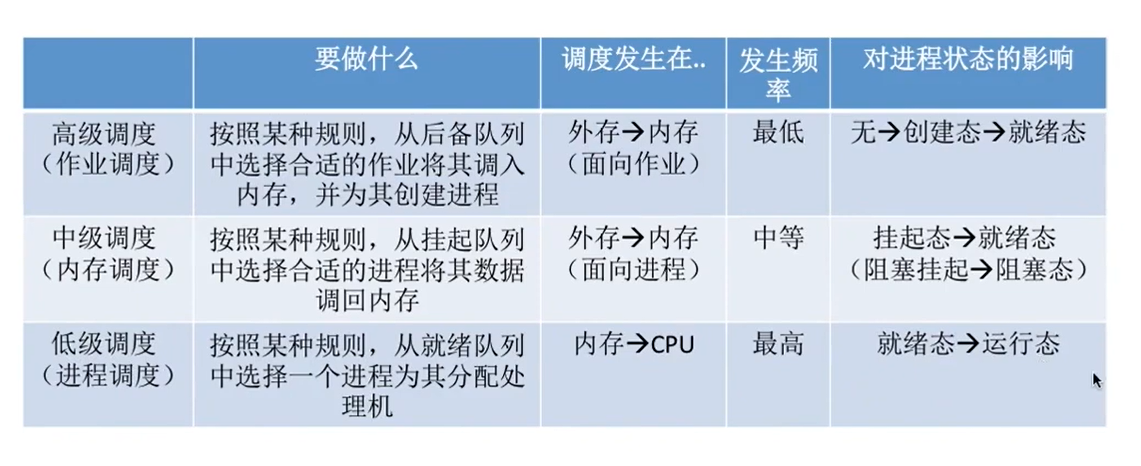 要做什么
调度发生在..
发生频
率
对进程状态的影响
高级调度
（作业调度）
按照某种规则，从后备队列
中选择合适的作业将其调入
内存，并为其创建进程
外存→内存
（面向作业）
最低
无→创建态→就绪态
中级调度
（内存调度）
按照某种规则，从挂起队列
中选择合适的进程将其数据
调回内存
外存→内存
（面向进程）
中等
挂起态→就绪态
（阻塞挂起→阻塞态）
低级调度
（进程调度）
按照某种规则，从就绪队列
中选择一个进程为其分配处
理机
内存→CPU
最高
就绪态→运行态